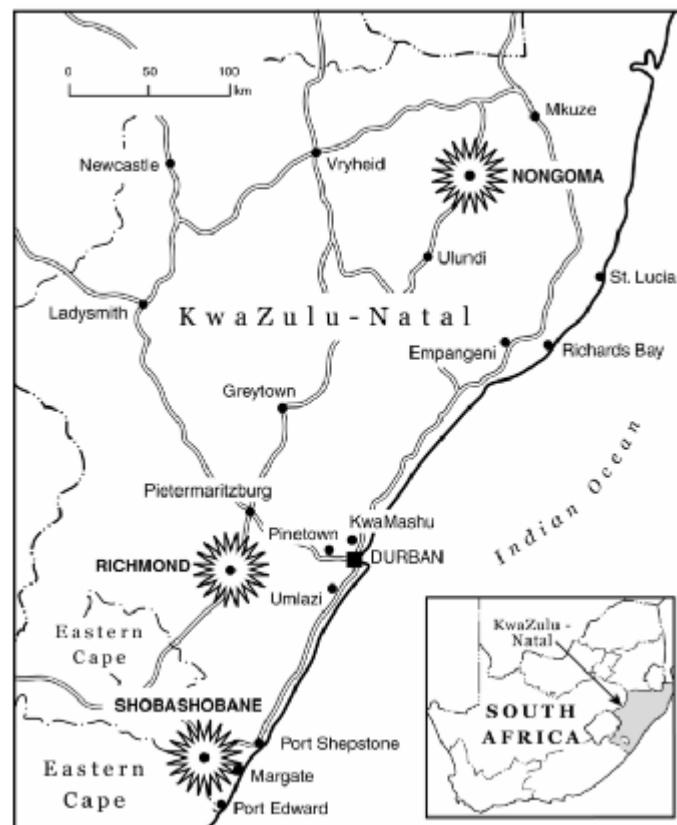 0 50 100
km
Mkuze
Newcastle
Vryheid
NONGOMA
Ulundi
St. Lucia
Ladysmith
KwaZulu-Natal
Empangeni
Richards Bay
Greytown
Indian Ocean
Pietermaritzburg
KwaMashu
Pinetown
DURBAN
RICHMOND
Umlazi
Eastern
Cape
KwaZulu -
Natal
SHOBASHOBANE
SOUTH
AFRICA
Port Shepstone
Eastern
Cape
Margate
Port Edward